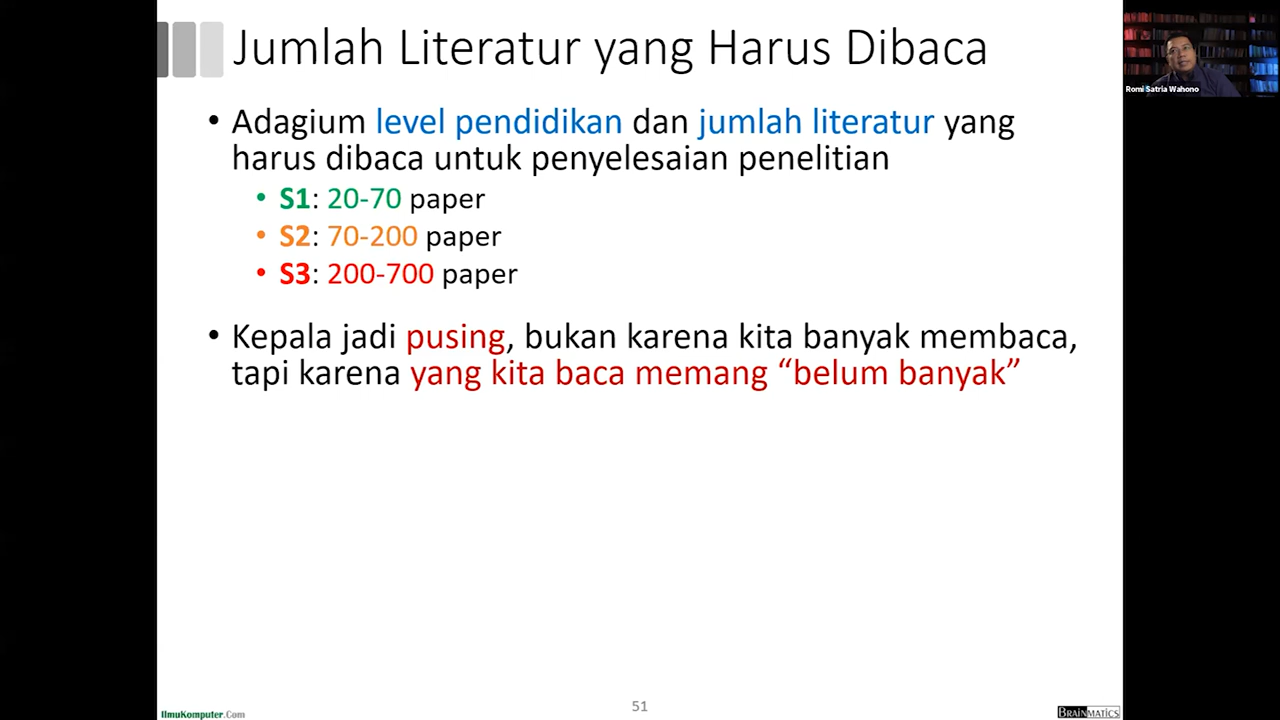 Jumlah Literatur yang Harus Dibaca
Romi Satria Wahono
• Adagium level pendidikan dan jumlah literatur yang
harus dibaca untuk penyelesaian penelitian
• S1: 20-70 paper
• S2: 70-200 paper
• S3: 200-700 paper
• Kepala jadi pusing, bukan karena kita banyak membaca,
tapi karena yang kita baca memang “belum banyak”
IlmuKomputer.Com
51
BRAINMATICS